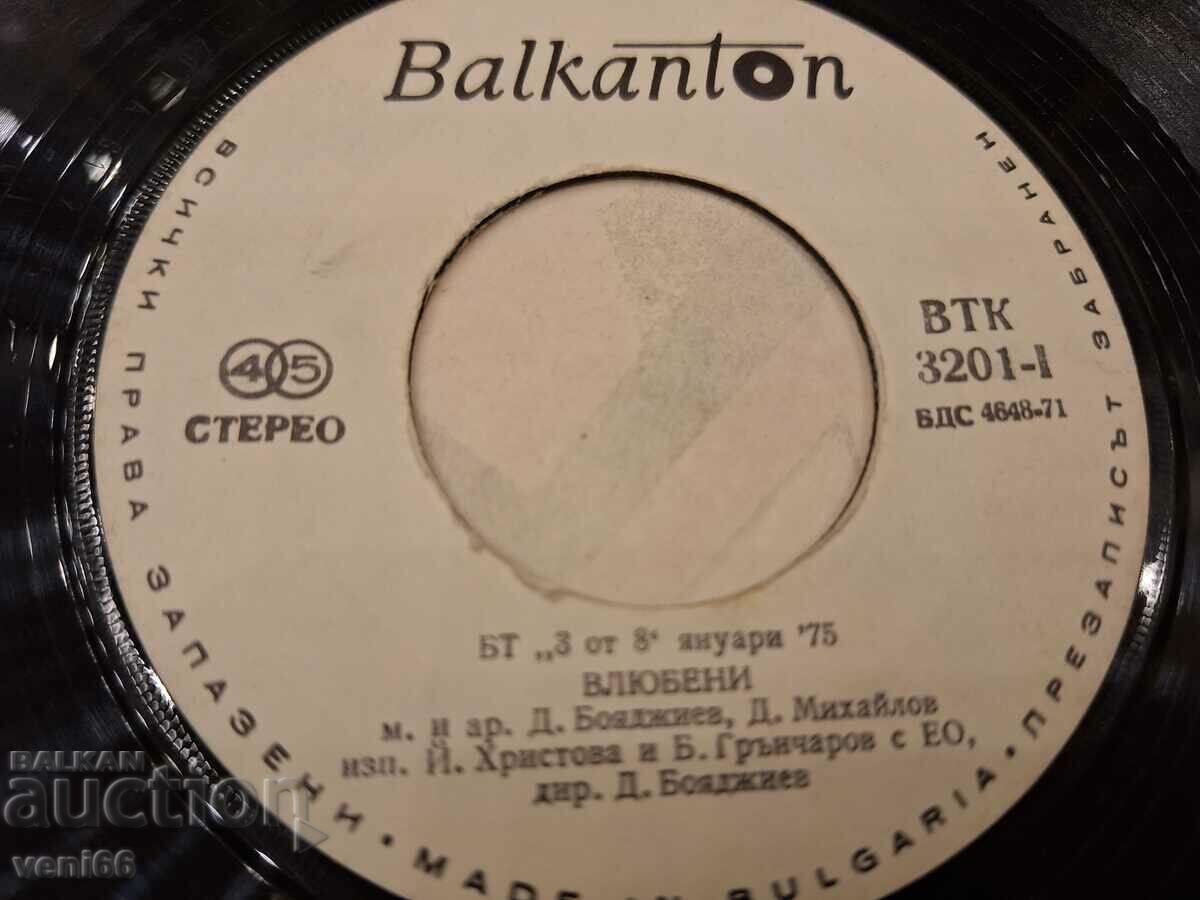 Balkanton
ВСИЧКИ ПРАВА ЗАПАЗЕНИ • MADE IN BULGARIA • ПРЕЗАПИСЪТ ЗАБРАНЕН
45
СТЕРЕО
ВТК
3201-I
БДС 4648-71
БТ „3 от 8‘ януари ’75
ВЛЮБЕНИ
м. и ар. Д. Бояджиев, Д. Михайлов
изп. Й. Христова и Б. Грънчаров с ЕО,
дир. Д. Бояджиев
BALKAN
auction
veni66